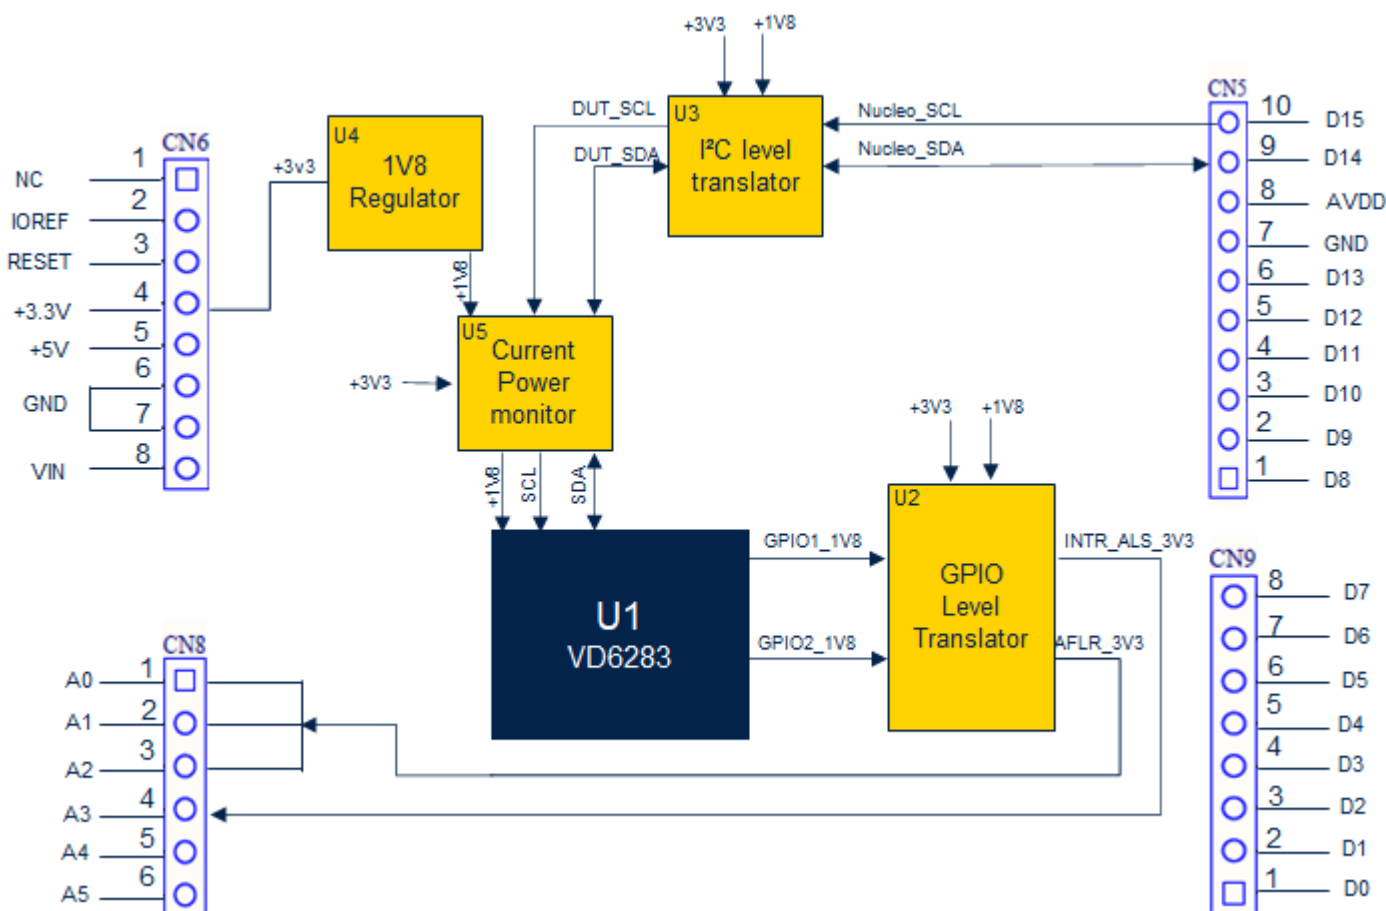 +3V3
+1V8
CN5
DUT_SCL
U3
I²C level
translator
Nucleo_SCL
10
D15
DUT_SDA
Nucleo_SDA
9
D14
8
AVDD
7
GND
6
D13
5
D12
4
D11
3
D10
2
D9
1
D8
CN6
1
NC
2
IOREF
3
RESET
4
+3.3V
5
+5V
6
GND
7
8
VIN
+3v3
U4
1V8
Regulator
+1V8
U5
Current
Power
monitor
+3V3
+1V8
SCL
SDA
+3V3
+1V8
U2
GPIO
Level
Translator
GPIO1_1V8
INTR_ALS_3V3
U1
VD6283
GPIO2_1V8
AFLR_3V3
CN9
8
D7
7
D6
6
D5
5
D4
4
D3
3
D2
2
D1
1
D0
CN8
1
A0
2
A1
3
A2
4
A3
5
A4
6
A5